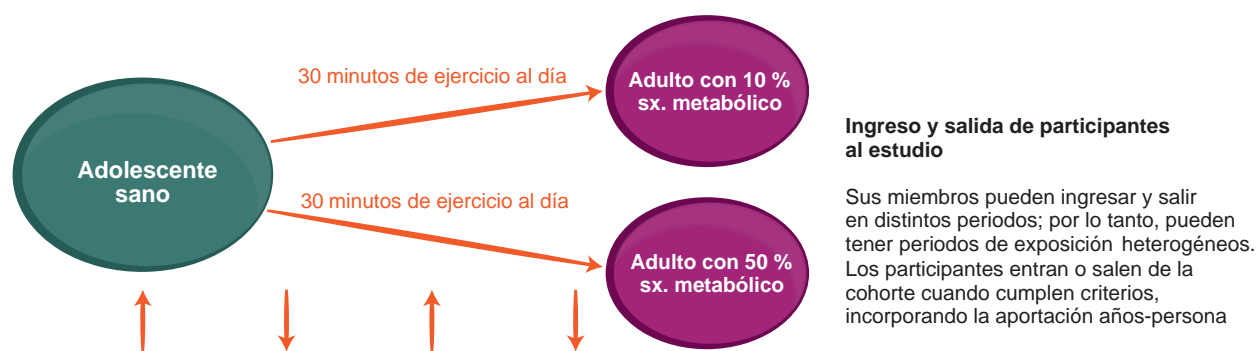 30 minutos de ejercicio al día
30 minutos de ejercicio al día
Adolescente
sano
Adulto con 10 %
sx. metabólico
Adulto con 50 %
sx. metabólico
Ingreso y salida de participantes
al estudio
Sus miembros pueden ingresar y salir
en distintos periodos; por lo tanto, pueden
tener periodos de exposición heterogéneos.
Los participantes entran o salen de la
cohorte cuando cumplen criterios,
incorporando la aportación años-persona